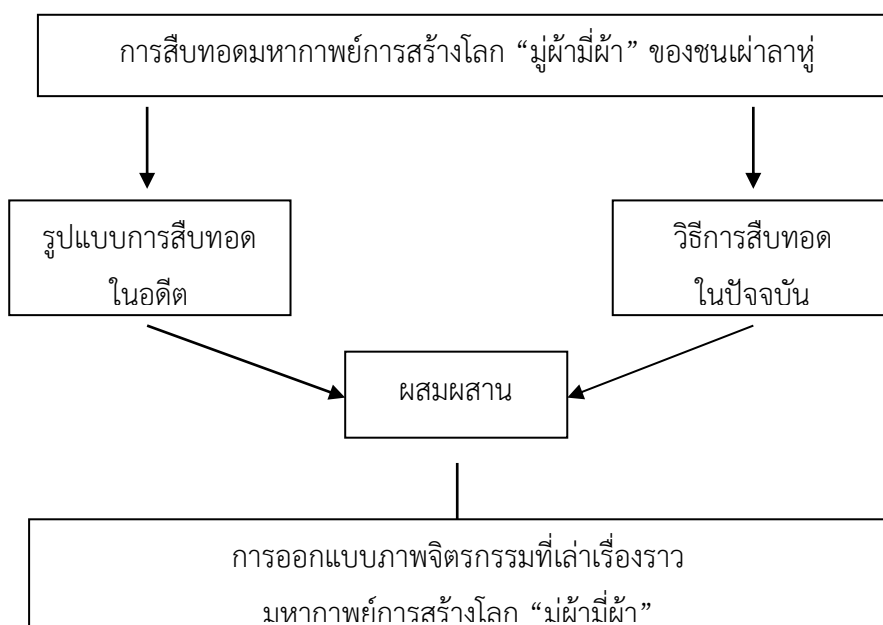 การสืบทอดมหากาพย์การสร้างโลก “มู่ผ้ามี่ผ้า” ของชนเผ่าลาหู่
รูปแบบการสืบทอด
ในอดีต
วิธีการสืบทอด
ในปัจจบัน
ผสมผสาน
การออกแบบภาพจิตรกรรมที่เล่าเรื่องราว
มหากาพย์การสร้างโลก “มู่ผ้ามี่ผ้า”